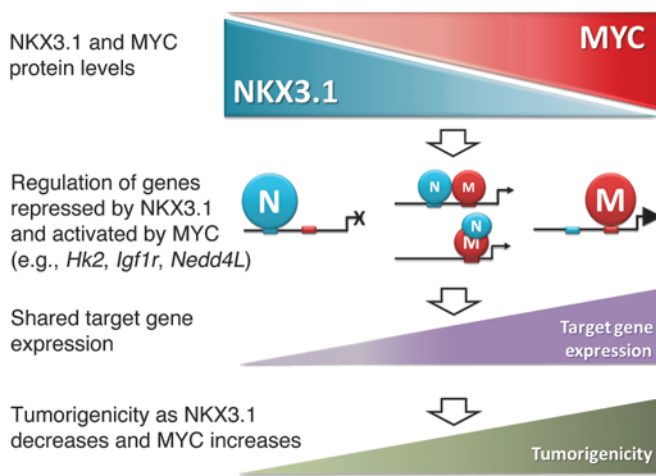 NKX3.1 and MYC
protein levels
MYC
NKX3.1
Regulation of genes
repressed by NKX3.1
and activated by MYC
(e.g., Hk2, Igf1r, Nedd4L)
N
X
N M
N
M
M
Shared target gene
expression
Target gene
expression
Tumorigenicity as NKX3.1
decreases and MYC increases
Tumorigenicity